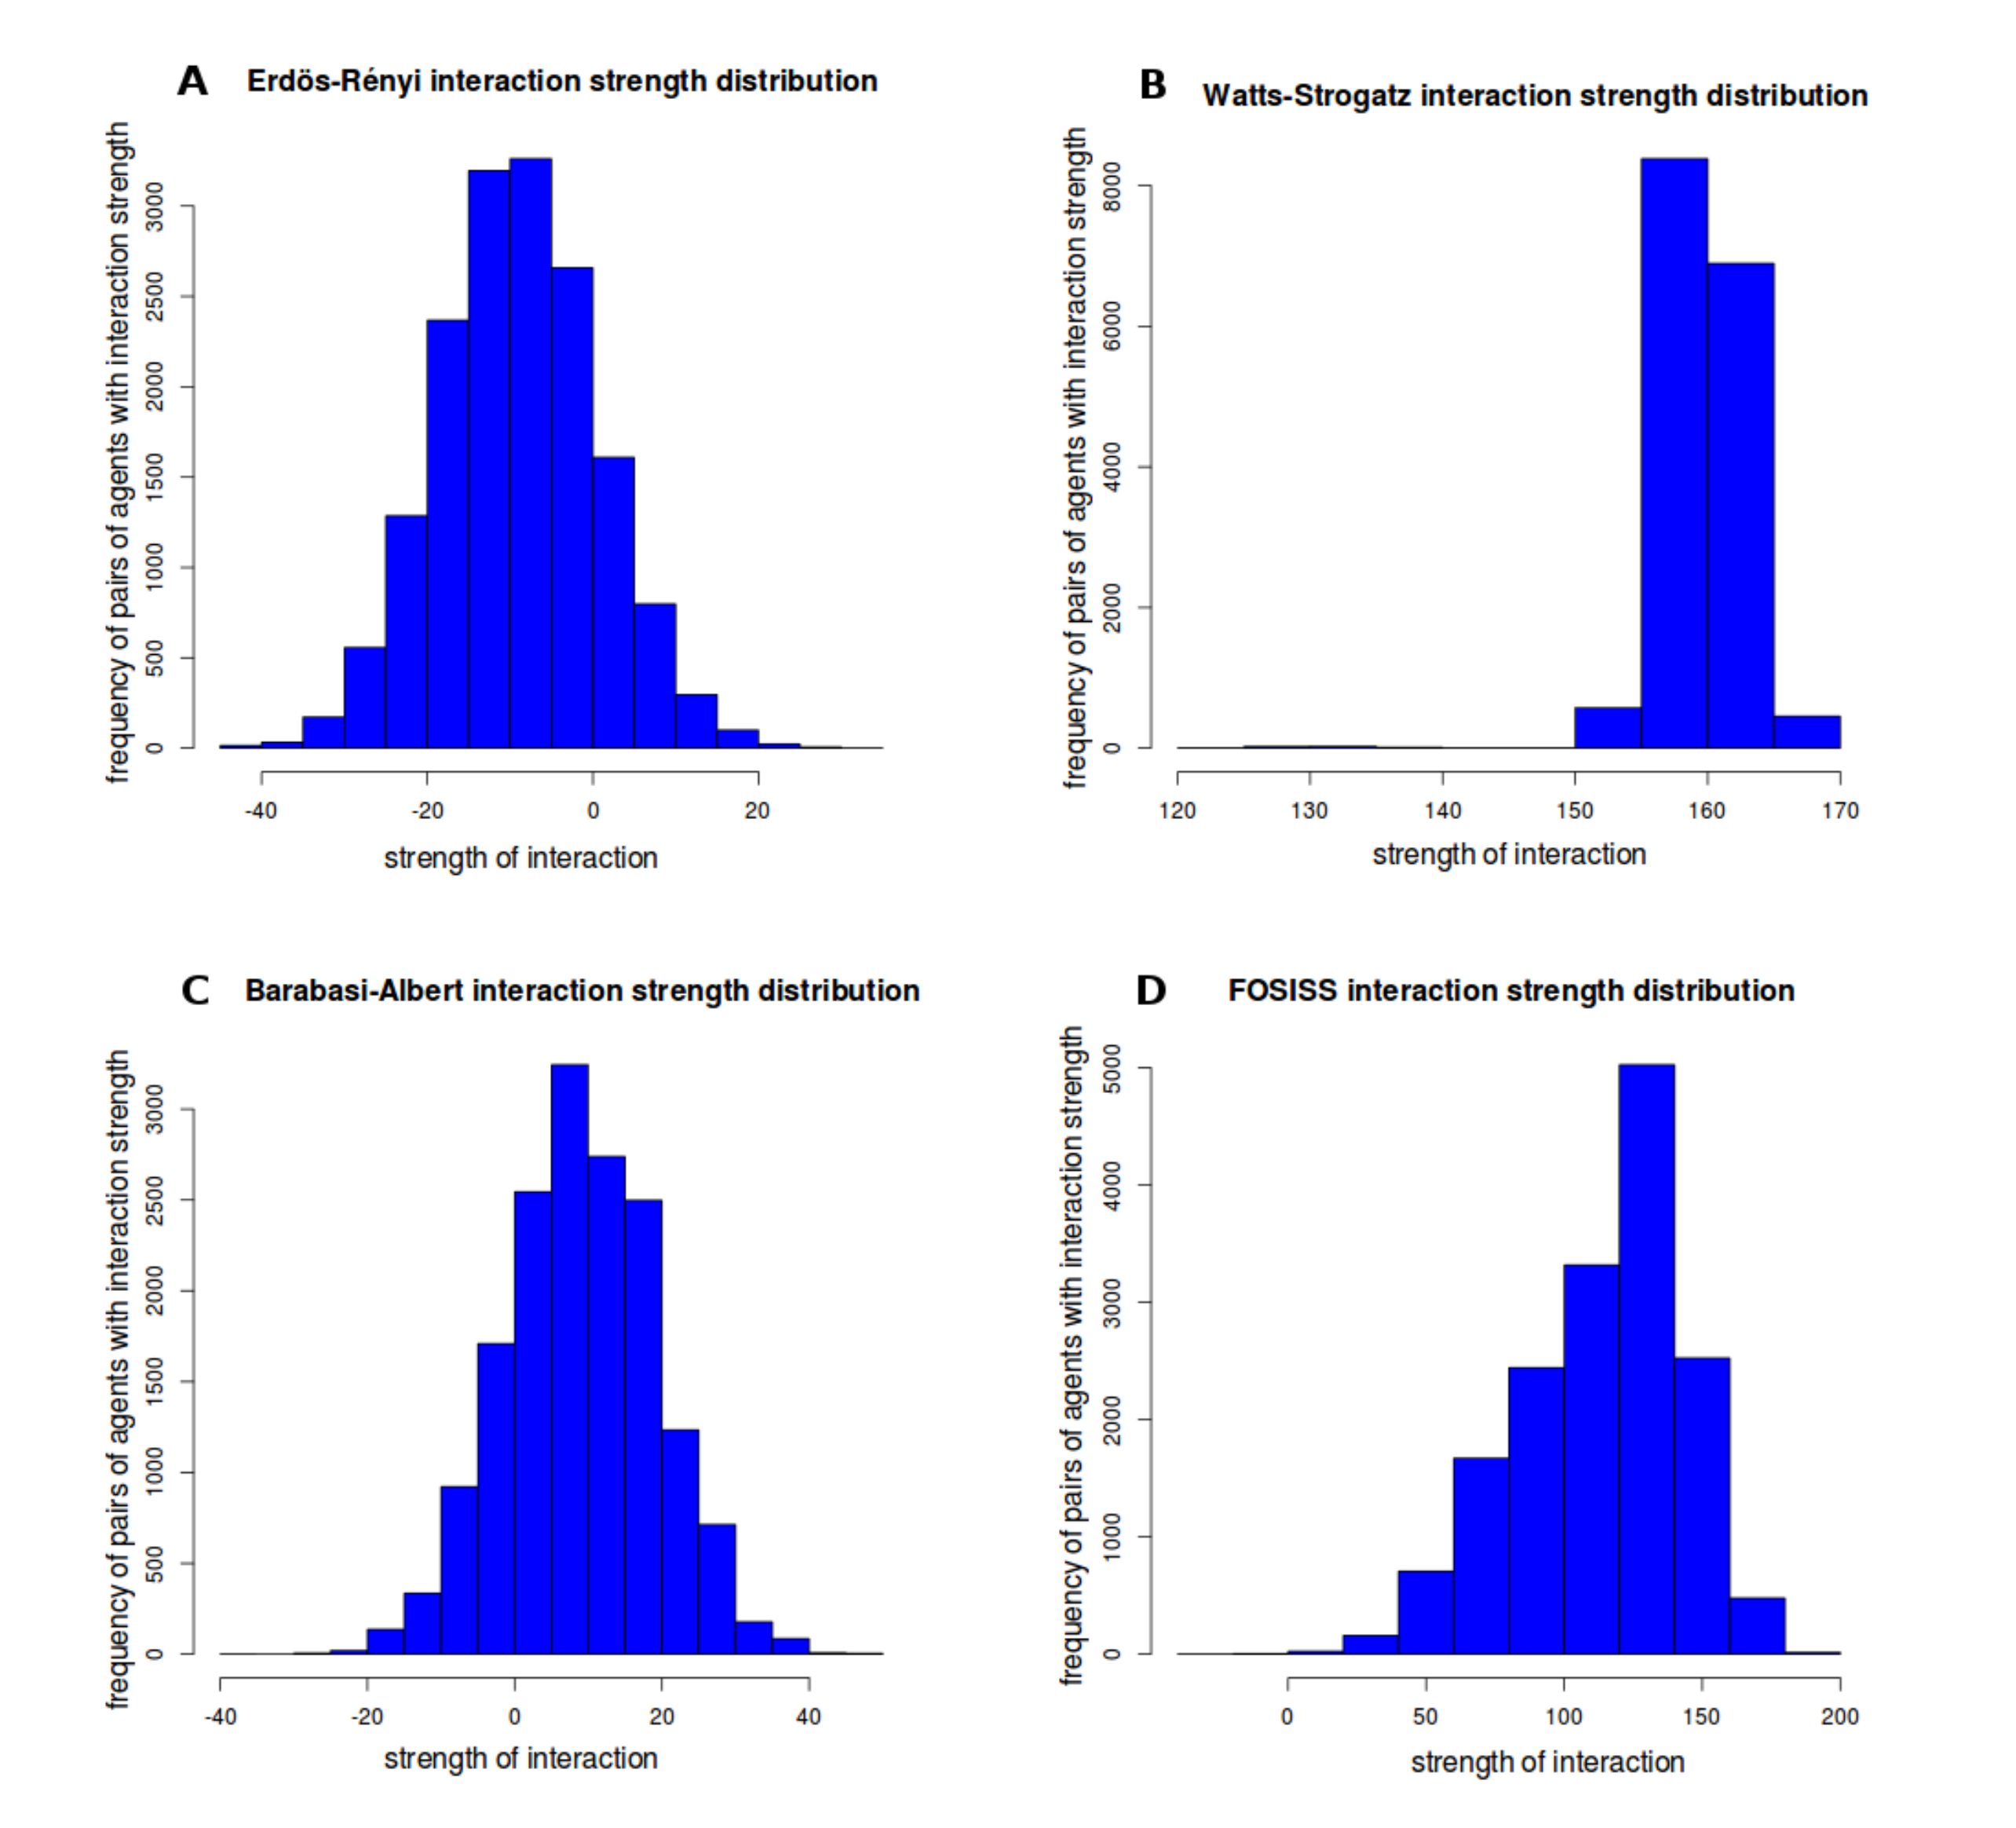 A Erdös-Rényi interaction strength distribution
frequency of pairs of agents with interaction strength
3000
2500
2000
1500
1000
500
0
-40 -20 0 20
strength of interaction
B Watts-Strogatz interaction strength distribution
frequency of pairs of agents with interaction strength
8000
6000
4000
2000
0
120 130 140 150 160 170
strength of interaction
C Barabasi-Albert interaction strength distribution
frequency of pairs of agents with interaction strength
3000
2500
2000
1500
1000
500
0
-40 -20 0 20 40
strength of interaction
D FOSISS interaction strength distribution
frequency of pairs of agents with interaction strength
5000
4000
3000
2000
1000
0
0 50 100 150 200
strength of interaction